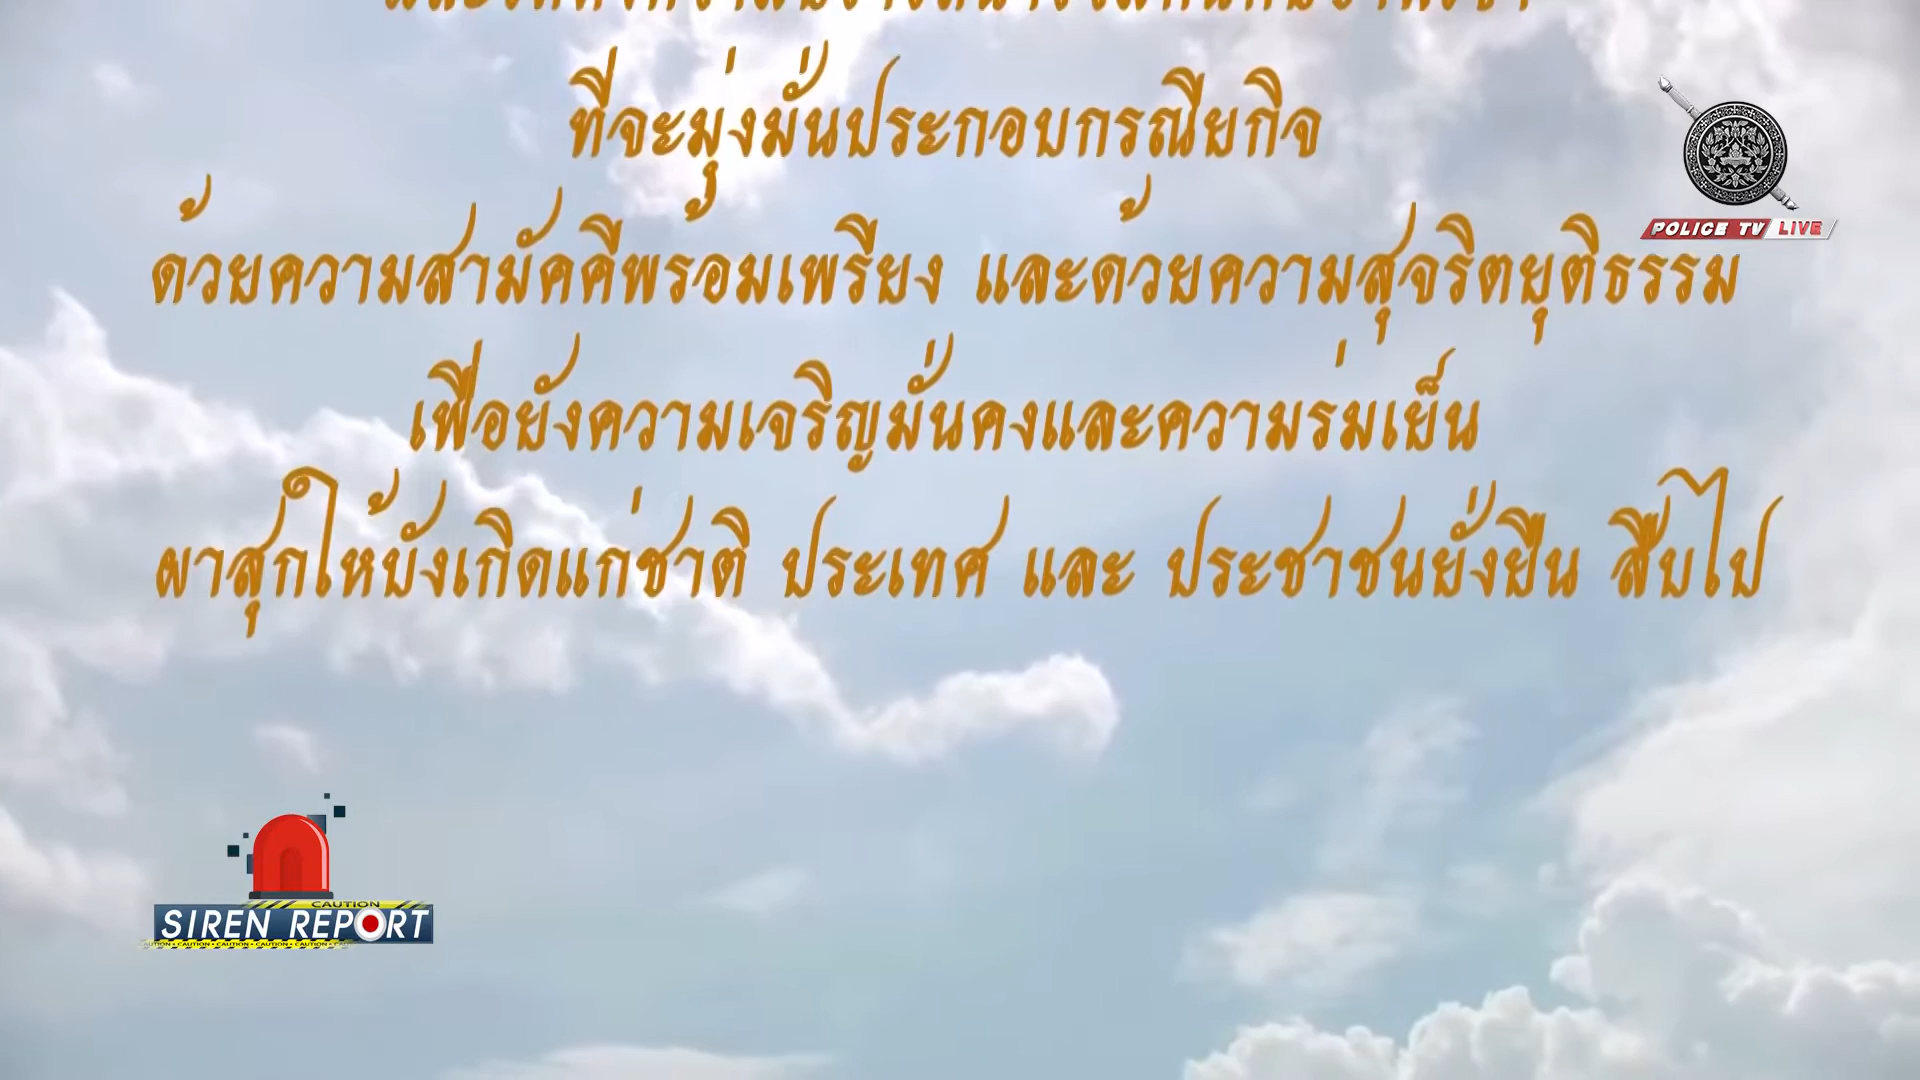 ที่จะมุ่งมั่นประกอบกรณียกิจ
ด้วยความสามัคคีพร้อมเพรียง และด้วยความสุจริตยุติธรรม
เพื่อยังความเจริญมั่นคงและความร่มเย็น
ผาสุกให้บังเกิดแก่ชาติ ประเทศ และ ประชาชนยั่งยืน สืบไป
POLICE TV LIVE
CAUTION
SIREN REPORT
CAUTION • CAUTION • CAUTION • CAUTION • CAUTION